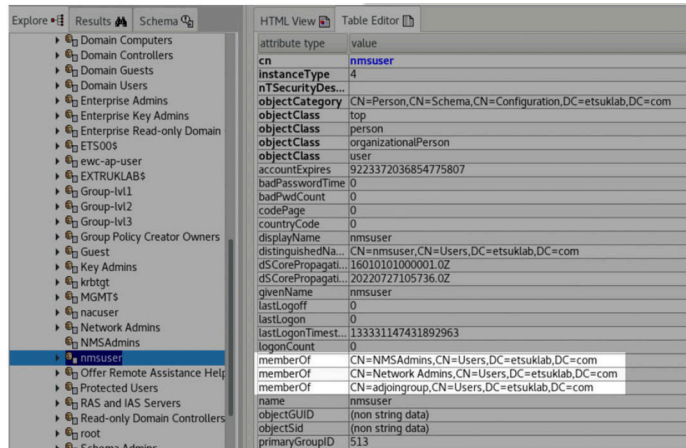 Explore
Results
Schema
Domain Computers
Domain Controllers
Domain Guests
Domain Users
Enterprise Admins
Enterprise Key Admins
Enterprise Read-only Domain
ETS00$
ewc-ap-user
EXTRUKLAB$
Group-lvl1
Group-lvl2
Group-lvl3
Group Policy Creator Owners
Guest
Key Admins
krbtgt
MGMT$
nacuser
Network Admins
NMSAdmins
nmsuser
Offer Remote Assistance Help
Protected Users
RAS and IAS Servers
Read-only Domain Controllers
root
Schema Admins
HTML View
Table Editor
attribute type value
cn nmsuser
instanceType 4
nTSecurityDes...
objectCategory CN=Person,CN=Schema,CN=Configuration,DC=etsuklab,DC=com
objectClass top
objectClass person
objectClass organizationalPerson
objectClass user
accountExpires 9223372036854775807
badPasswordTime 0
badPwdCount 0
codePage 0
countryCode 0
displayName nmsuser
distinguishedNa... CN=nmsuser,CN=Users,DC=etsuklab,DC=com
dSCorePropagati... 16010101000001.0Z
dSCorePropagati... 20220727105736.0Z
givenName nmsuser
lastLogoff 0
lastLogon 0
lastLogonTimest... 133331147431892963
logonCount 0
memberOf CN=NMSAdmins,CN=Users,DC=etsuklab,DC=com
memberOf CN=Network Admins,CN=Users,DC=etsuklab,DC=com
memberOf CN=adjoingroup,CN=Users,DC=etsuklab,DC=com
name nmsuser
objectGUID (non string data)
objectSid (non string data)
primaryGroupID 513